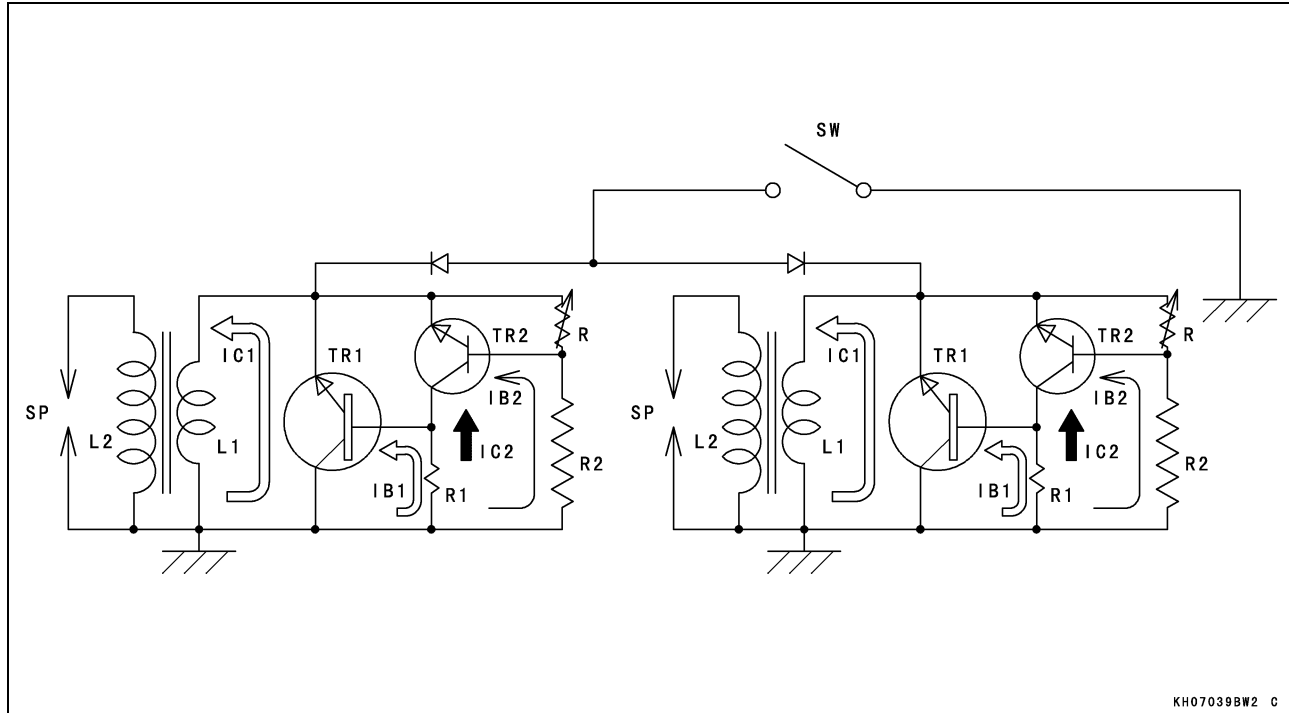 SW
IC1
TR1
TR2
R
SP
L2
L1
IB2
IC2
R2
IB1
R1
IC1
TR1
TR2
R
SP
L2
L1
IB2
IC2
R2
IB1
R1
KH07039BW2 C